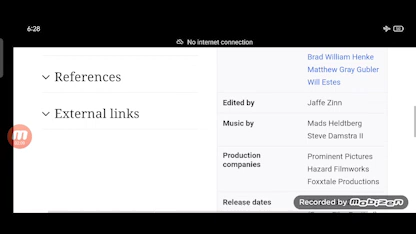 6:28
No internet connection
References
External links
Brad William Henke
Matthew Gray Gubler
Will Estes
Edited by Jaffe Zinn
Music by Mads Heldtberg
Steve Damstra II
Production companies
Prominent Pictures
Hazard Filmworks
Foxxtale Productions
Release dates
Recorded by Mobizen